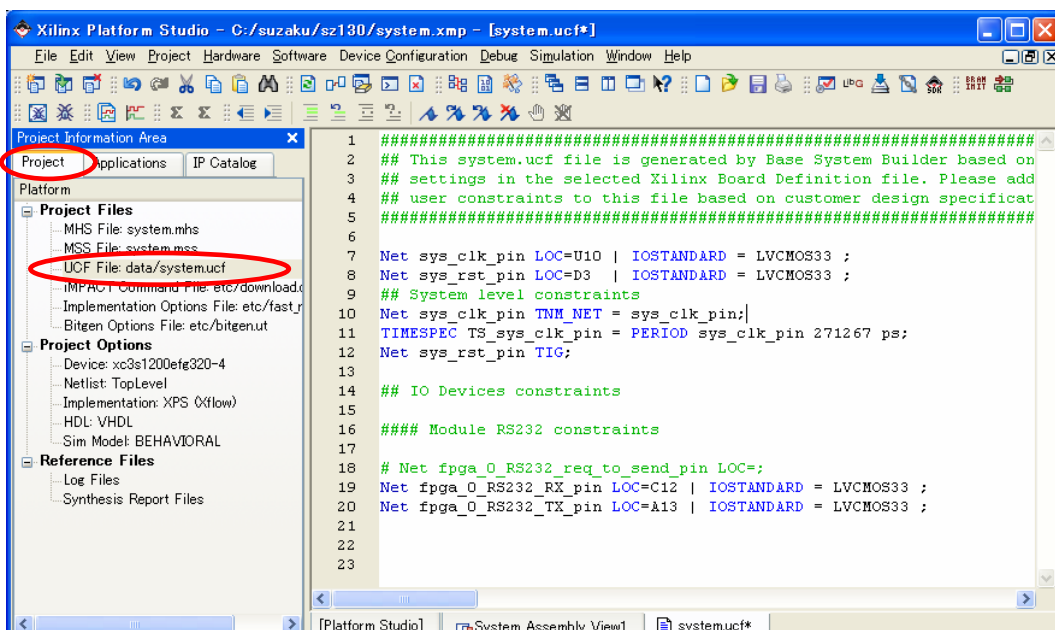 Xilinx Platform Studio - C:/suzaku/sz130/system.xmp - [system.ucf*]
File Edit View Project Hardware Software Device Configuration Debug Simulation Window Help
Project Information Area
Project Applications IP Catalog
Platform
Project Files
MHS File: system.mhs
MSS File: system.mss
UCF File: data/system.ucf
iMPACT Command File: etc/download.c
Implementation Options File: etc/fast_r
Bitgen Options File: etc/bitgen.ut
Project Options
Device: xc3s1200efg320-4
Netlist: TopLevel
Implementation: XPS (Xflow)
HDL: VHDL
Sim Model: BEHAVIORAL
Reference Files
Log Files
Synthesis Report Files
1 ##################################################################
2 ## This system.ucf file is generated by Base System Builder based on
3 ## settings in the selected Xilinx Board Definition file. Please add
4 ## user constraints to this file based on customer design specificat
5 ##################################################################
6
7 Net sys_clk_pin LOC=U10 | IOSTANDARD = LVCMOS33 ;
8 Net sys_rst_pin LOC=D3 | IOSTANDARD = LVCMOS33 ;
9 ## System level constraints
10 Net sys_clk_pin TNM_NET = sys_clk_pin;
11 TIMESPEC TS_sys_clk_pin = PERIOD sys_clk_pin 271267 ps;
12 Net sys_rst_pin TIG;
13
14 ## IO Devices constraints
15
16 #### Module RS232 constraints
17
18 # Net fpga_0_RS232_req_to_send_pin LOC=;
19 Net fpga_0_RS232_RX_pin LOC=C12 | IOSTANDARD = LVCMOS33 ;
20 Net fpga_0_RS232_TX_pin LOC=A13 | IOSTANDARD = LVCMOS33 ;
21
22
23
[Platform Studio] System Assembly View1 system.ucf*